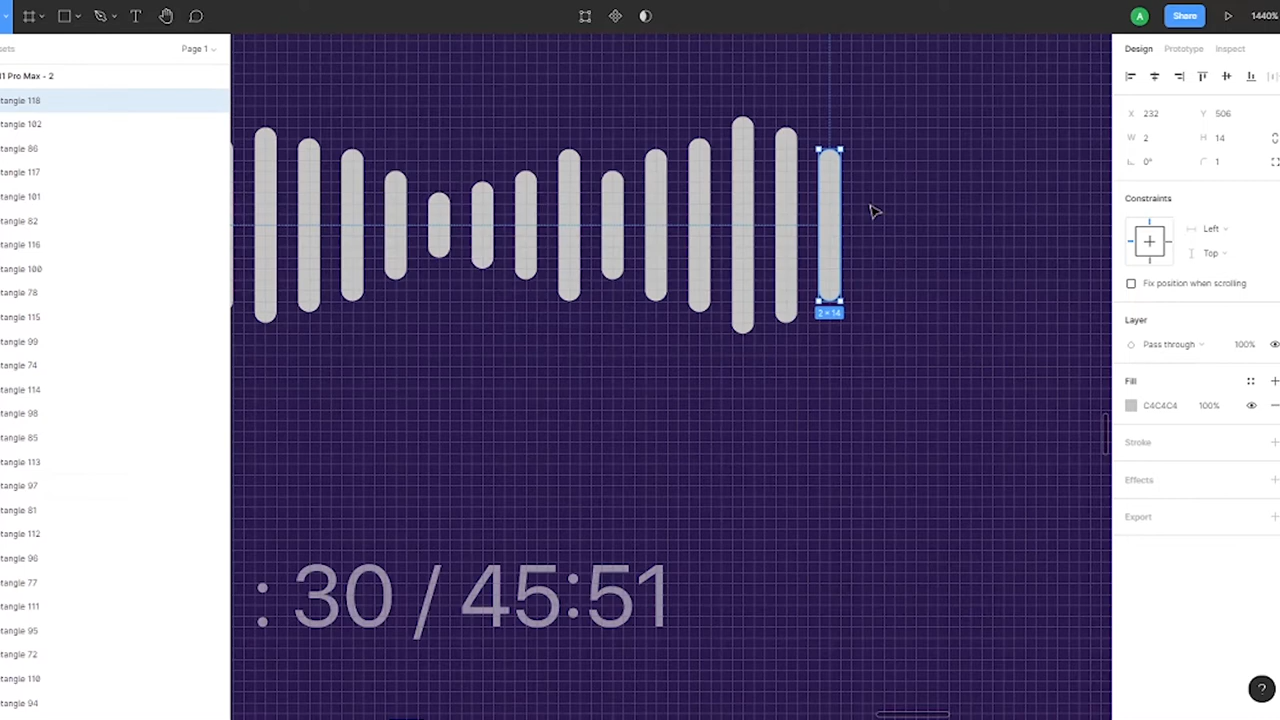 Share
1440%
sets
Page 1
11 Pro Max - 2
tangle 118
tangle 102
tangle 86
tangle 117
tangle 101
tangle 82
tangle 116
tangle 100
tangle 78
tangle 115
tangle 99
tangle 74
tangle 114
tangle 98
tangle 85
tangle 113
tangle 97
tangle 81
tangle 112
tangle 96
tangle 77
tangle 111
tangle 95
tangle 72
tangle 110
tangle 94
2 × 14
: 30 / 45:51
A
T
Design Prototype Inspect
X 232 Y 506
W 2 H 14
0° 1
Constraints
Left
Top
Fix position when scrolling
Layer
Pass through 100%
Fill
C4C4C4 100%
Stroke
Effects
Export
?